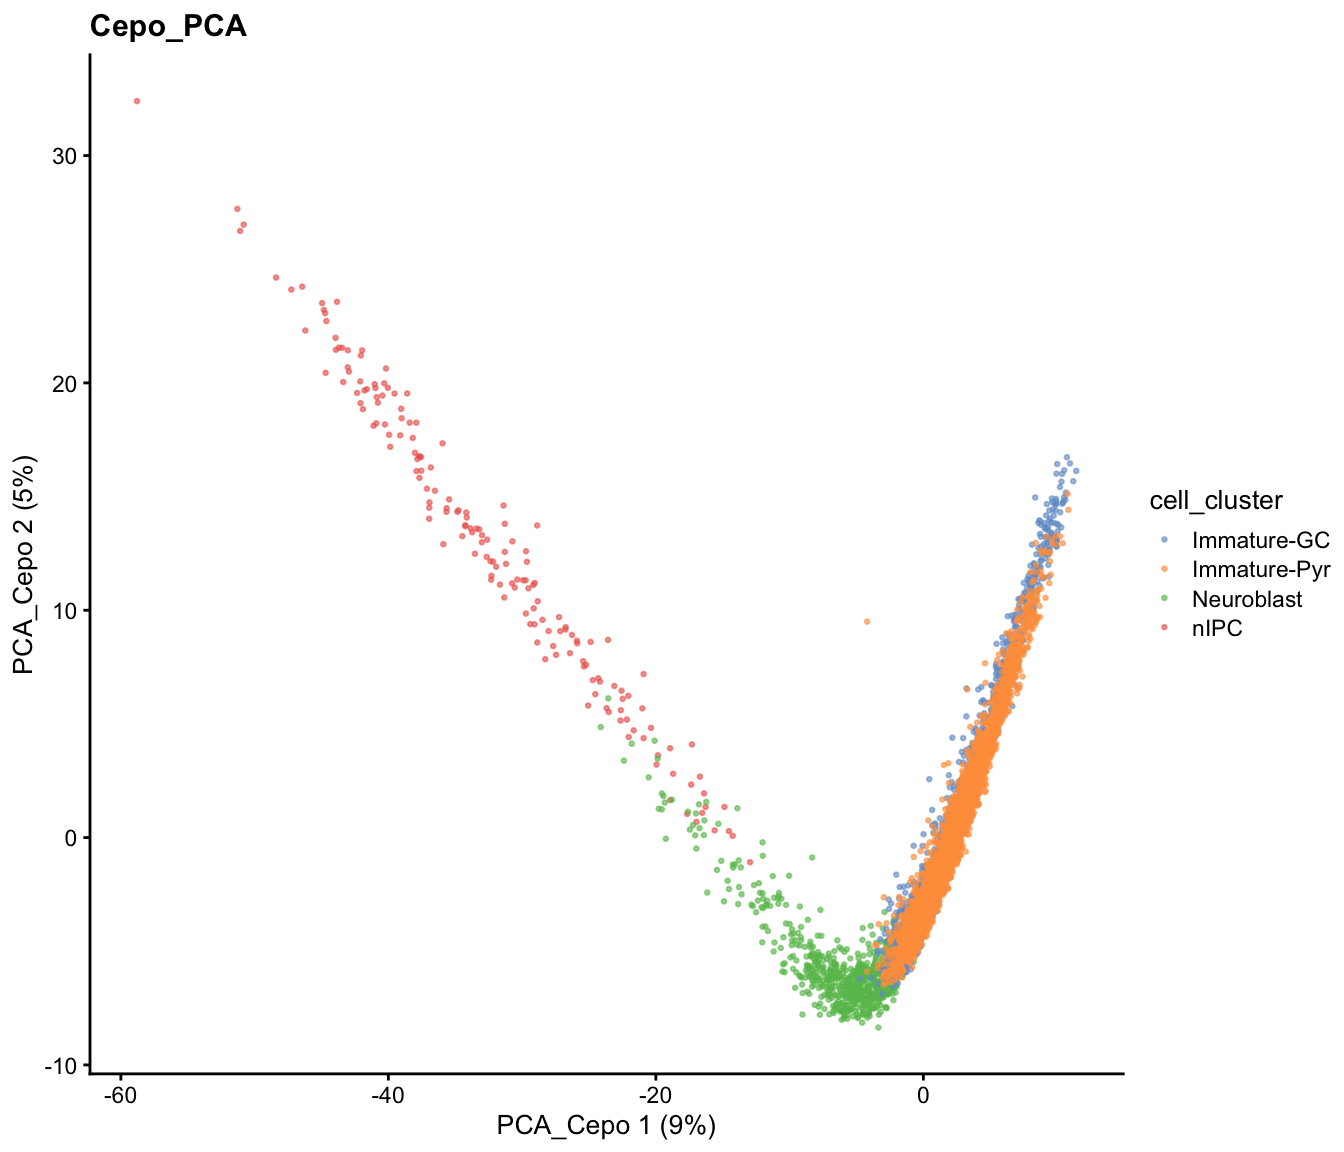 Cepo_PCA
30
20
10
0
-10
PCA_Cepo 2 (5%)
-60
-40
-20
0
PCA_Cepo 1 (9%)
cell_cluster
Immature-GC
Immature-Pyr
Neuroblast
nIPC